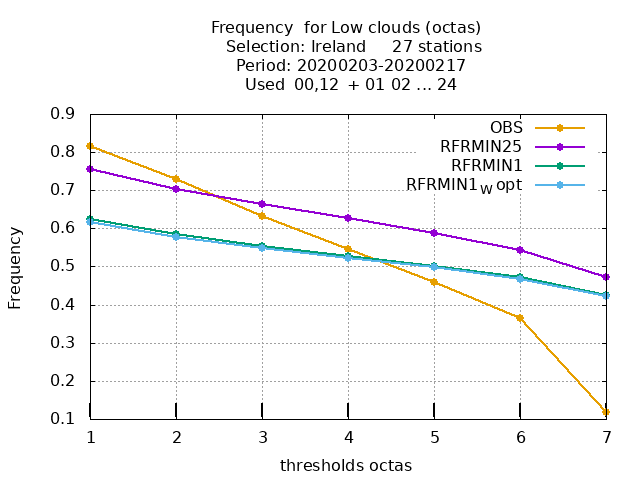 Frequency  for Low clouds (octas)
Selection: Ireland     27 stations
Period: 20200203-20200217
Used  00,12  + 01 02 ... 24
OBS
RFRMIN25
RFRMIN1
RFRMIN1_W opt
0.9
0.8
0.7
0.6
0.5
0.4
0.3
0.2
0.1
Frequency
1 2 3 4 5 6 7
thresholds octas